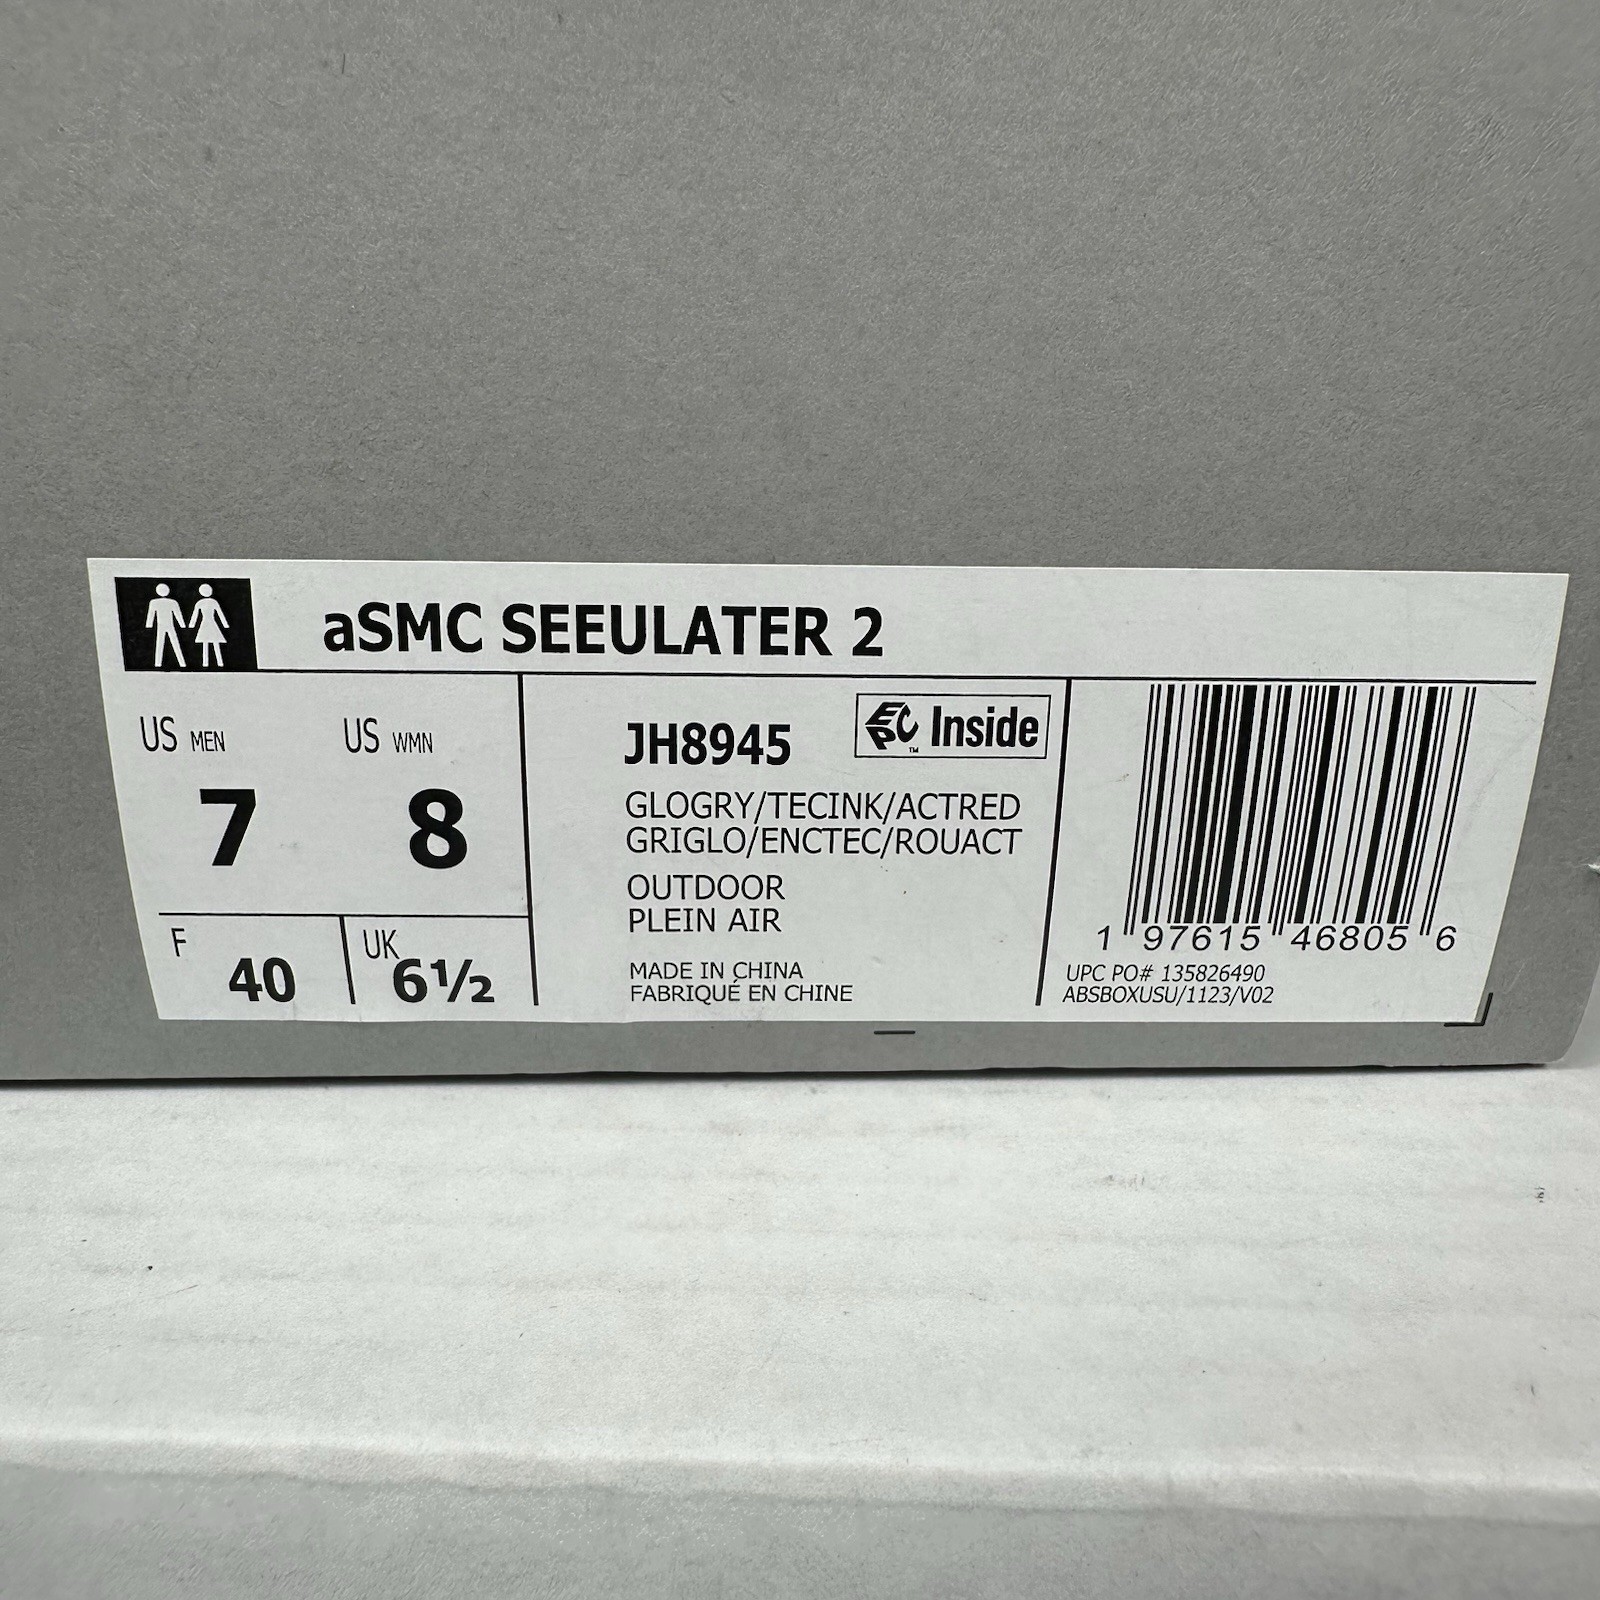 aSMC SEEULATER 2
US MEN
7
US WMN
8
F
40
UK
6½
JH8945
EPC™ Inside
GLOGRY/TECINK/ACTRED
GRIGLO/ENCTEC/ROUACT
OUTDOOR
PLEIN AIR
MADE IN CHINA
FABRIQUÉ EN CHINE
1 97615 46805 6
UPC PO# 135826490
ABSBOXUSU/1123/V02